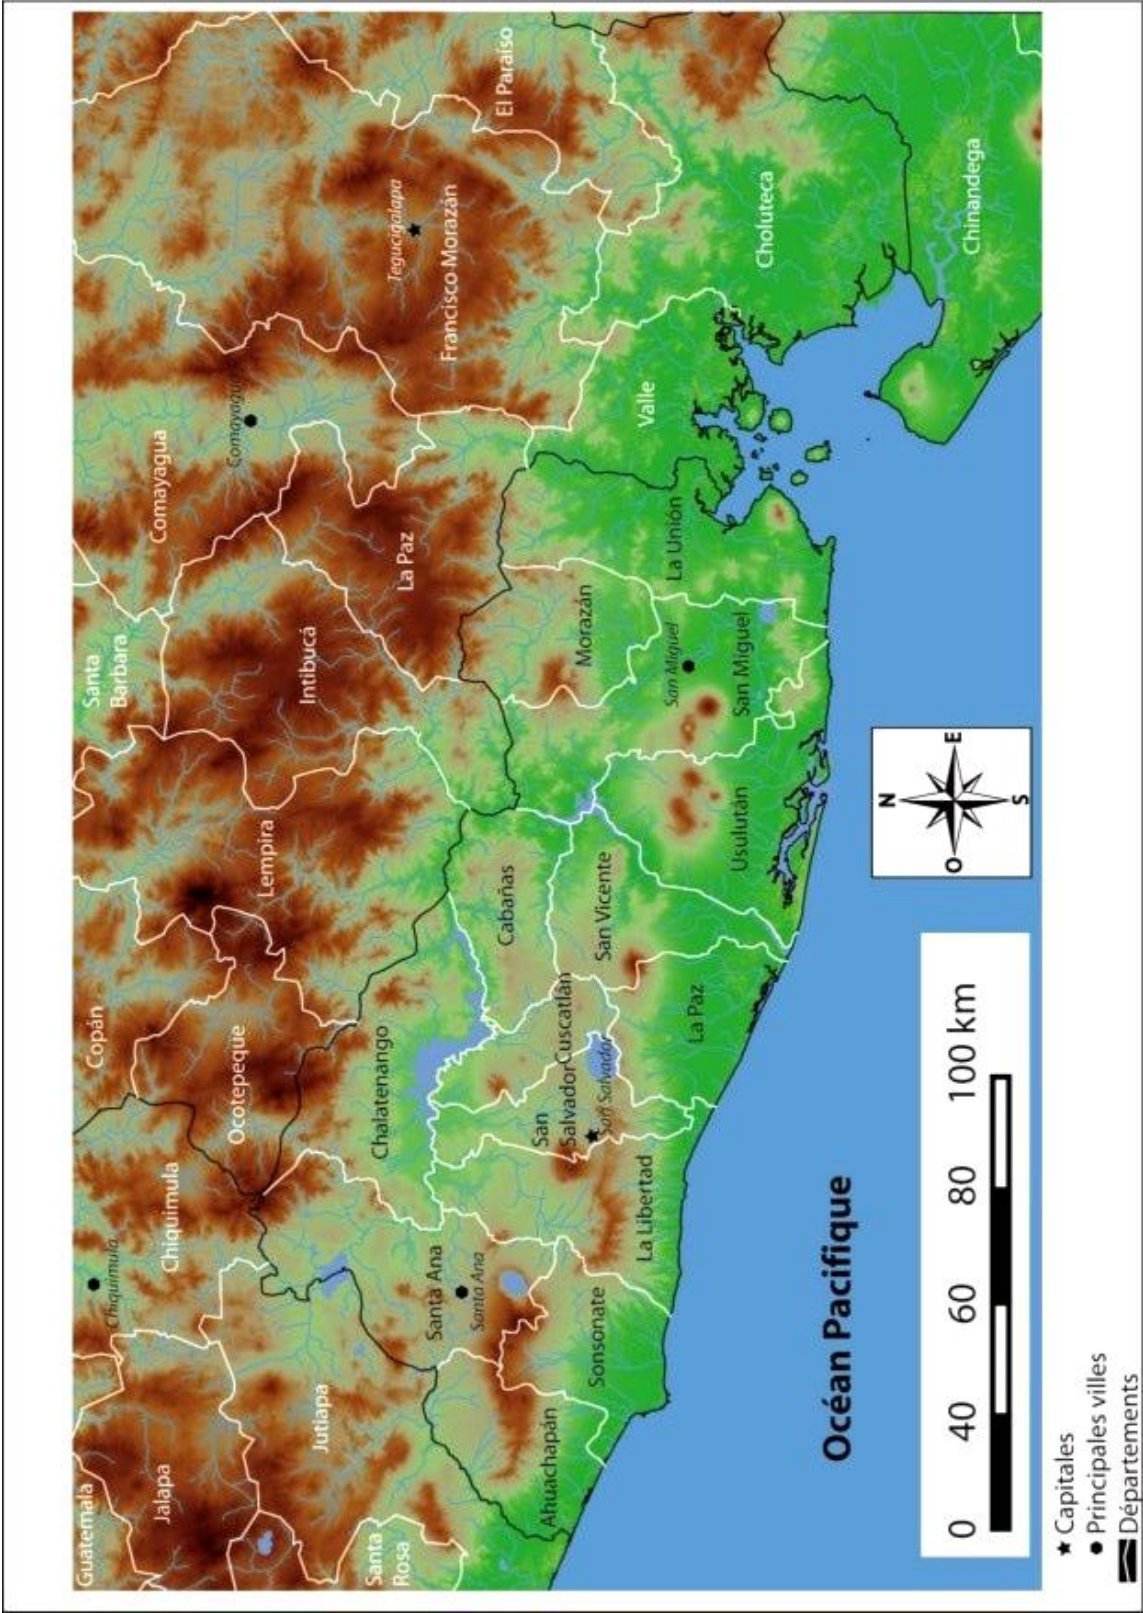 Guatemala
Jalapa
Santa
Rosa
Jutiapa
Chiquimula
Chiquimula
Copán
Ocotepeque
Lempira
Santa
Barbara
Intibucá
Comayagua
Comayagua
La Paz
Tegucigalapa
Francisco Morazán
El Paraíso
Choluteca
Chinandega
Valle
Ahuachapán
Santa Ana
Santa Ana
Sonsonate
La Libertad
Chalatenango
San
Salvador
San Salvador
Cuscatlán
La Paz
Cabañas
San Vicente
Usulután
San Miguel
San Miguel
Morazán
La Unión
Océan Pacifique
N
O
E
S
0 40 60 80 100 km
Capitales
Principales villes
Départements